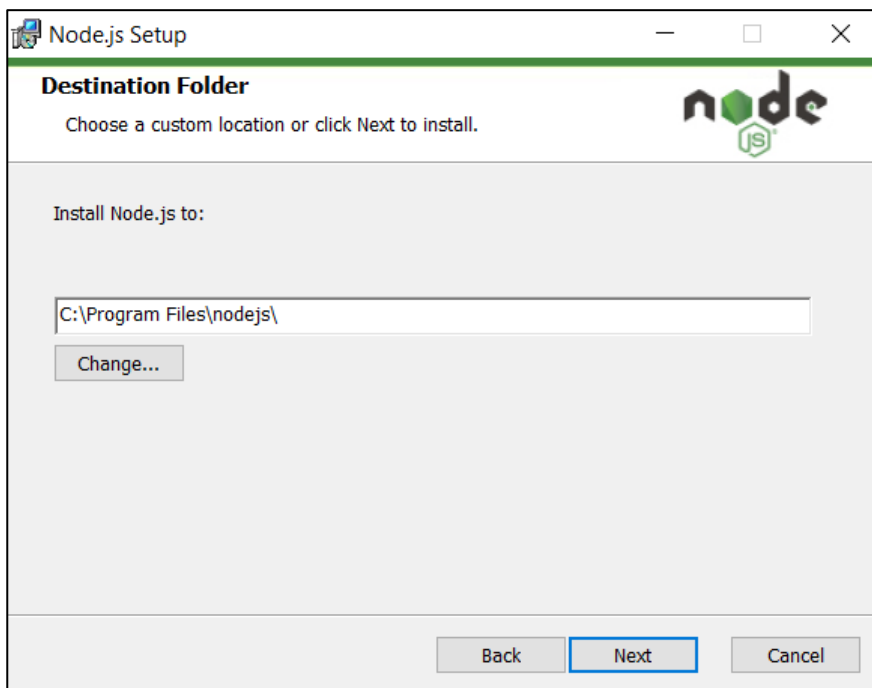 Node.js Setup
Destination Folder
Choose a custom location or click Next to install.
node
JS
Install Node.js to:
C:\Program Files\nodejs\
Change...
Back Next Cancel